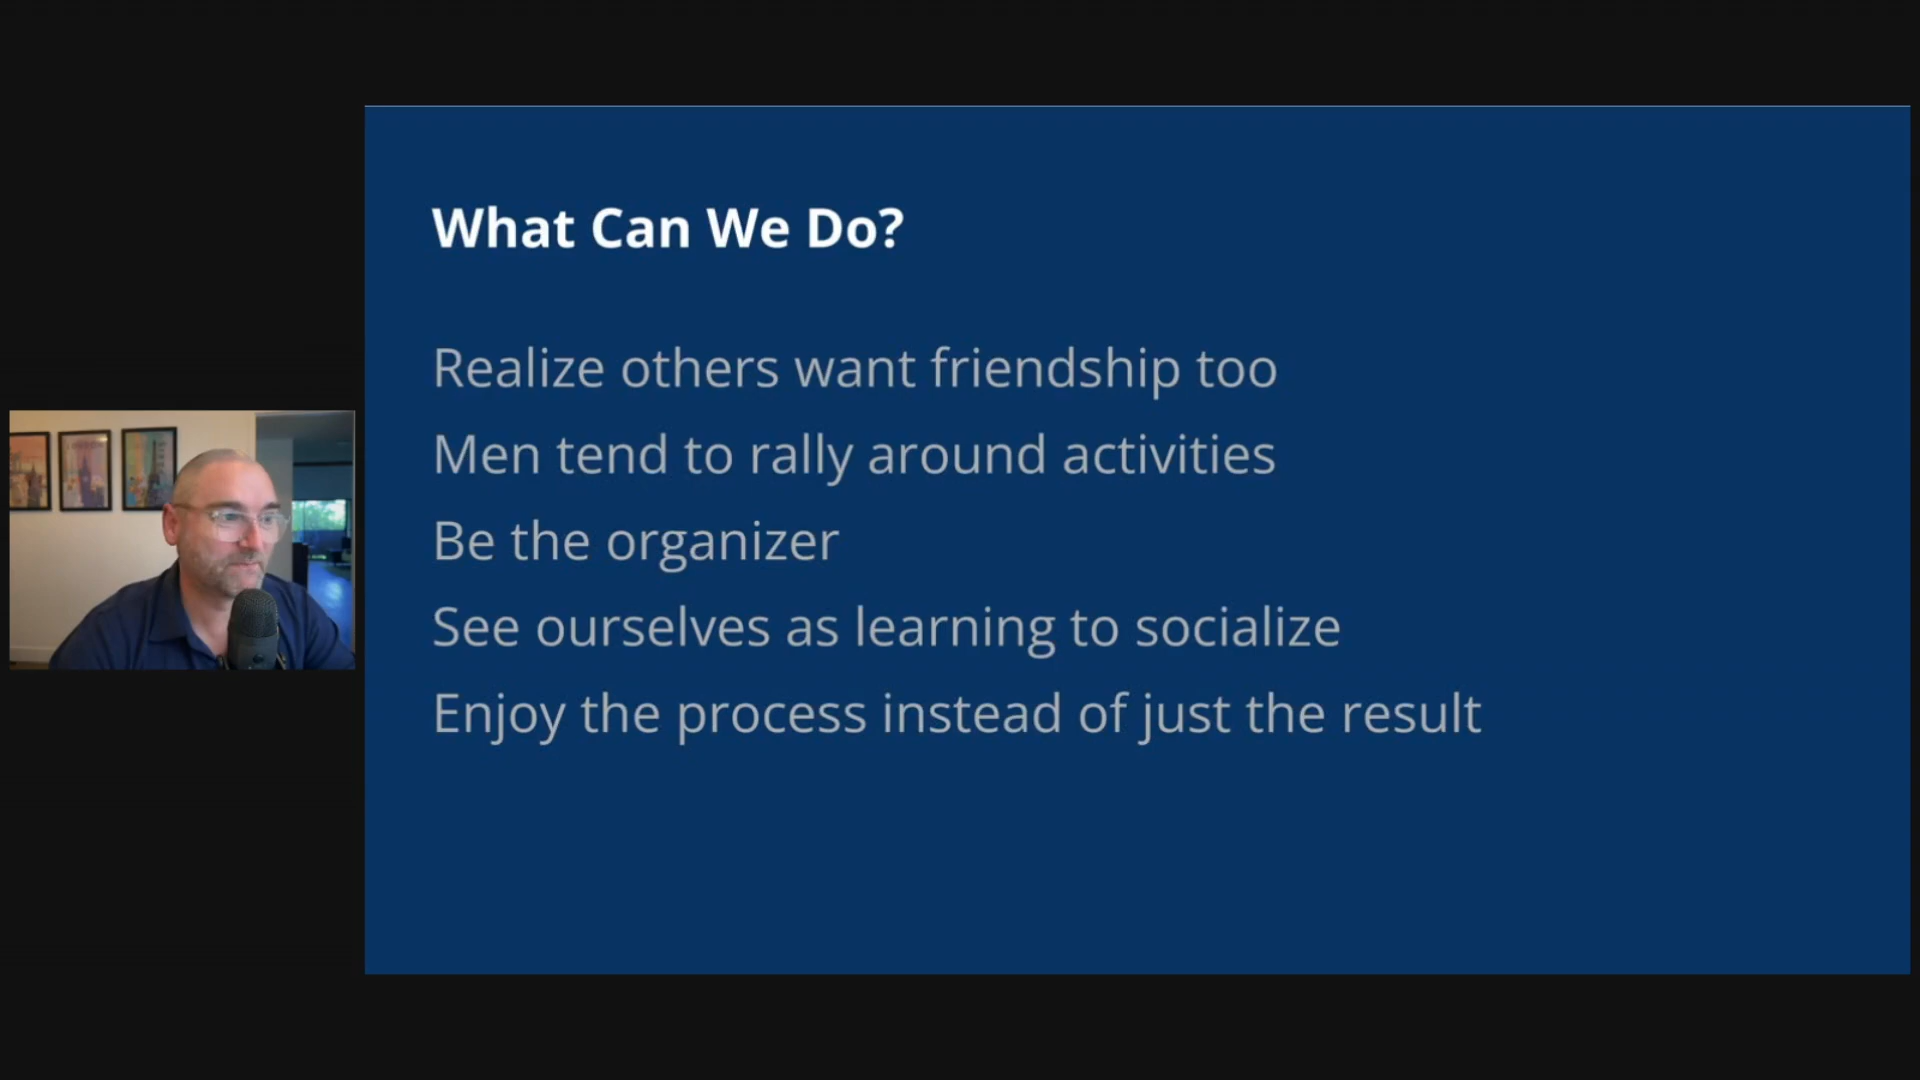 What Can We Do?
Realize others want friendship too
Men tend to rally around activities
Be the organizer
See ourselves as learning to socialize
Enjoy the process instead of just the result